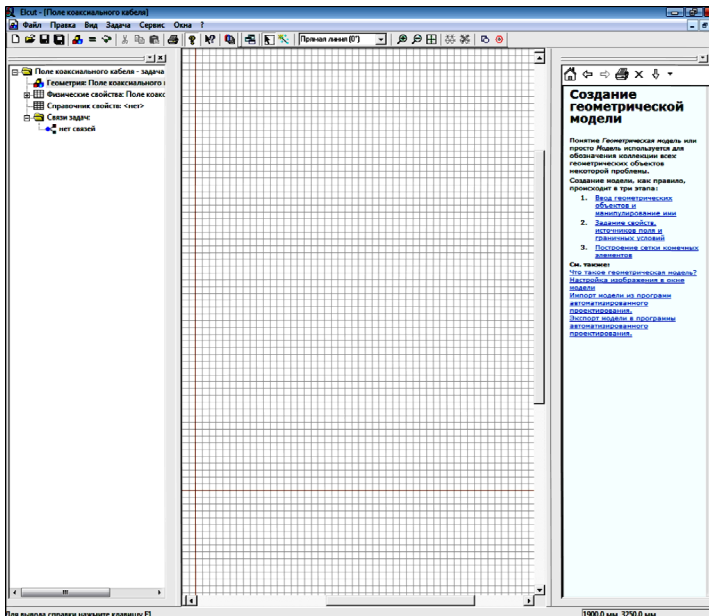 Elcut - [Поле коаксиального кабеля]
Файл Правка Вид Задача Сервис Окна ?
Прямая линия (0°)
Поле коаксиального кабеля - задача
Геометрия: Поле коаксиального
Физические свойства: Поле коакс
Справочник свойств: <нет>
Связи задач:
нет связей
Создание
геометрической
модели
Понятие Геометрическая модель или
просто Модель используется для
обозначения коллекции всех
геометрических объектов
некоторой проблемы.
Создание модели, как правило,
происходит в три этапа:
1. Ввод геометрических
объектов и
манипулирование ими
2. Задание свойств,
источников поля и
граничных условий
3. Построение сетки конечных
элементов
См. также:
Что такое геометрическая модель?
Настройка изображения в окне
модели
Импорт модели из программ
автоматизированного
проектирования.
Экспорт модели в программы
автоматизированного
проектирования.
Для вывода справки нажмите клавишу F1
1900.0 мм, 3250.0 мм